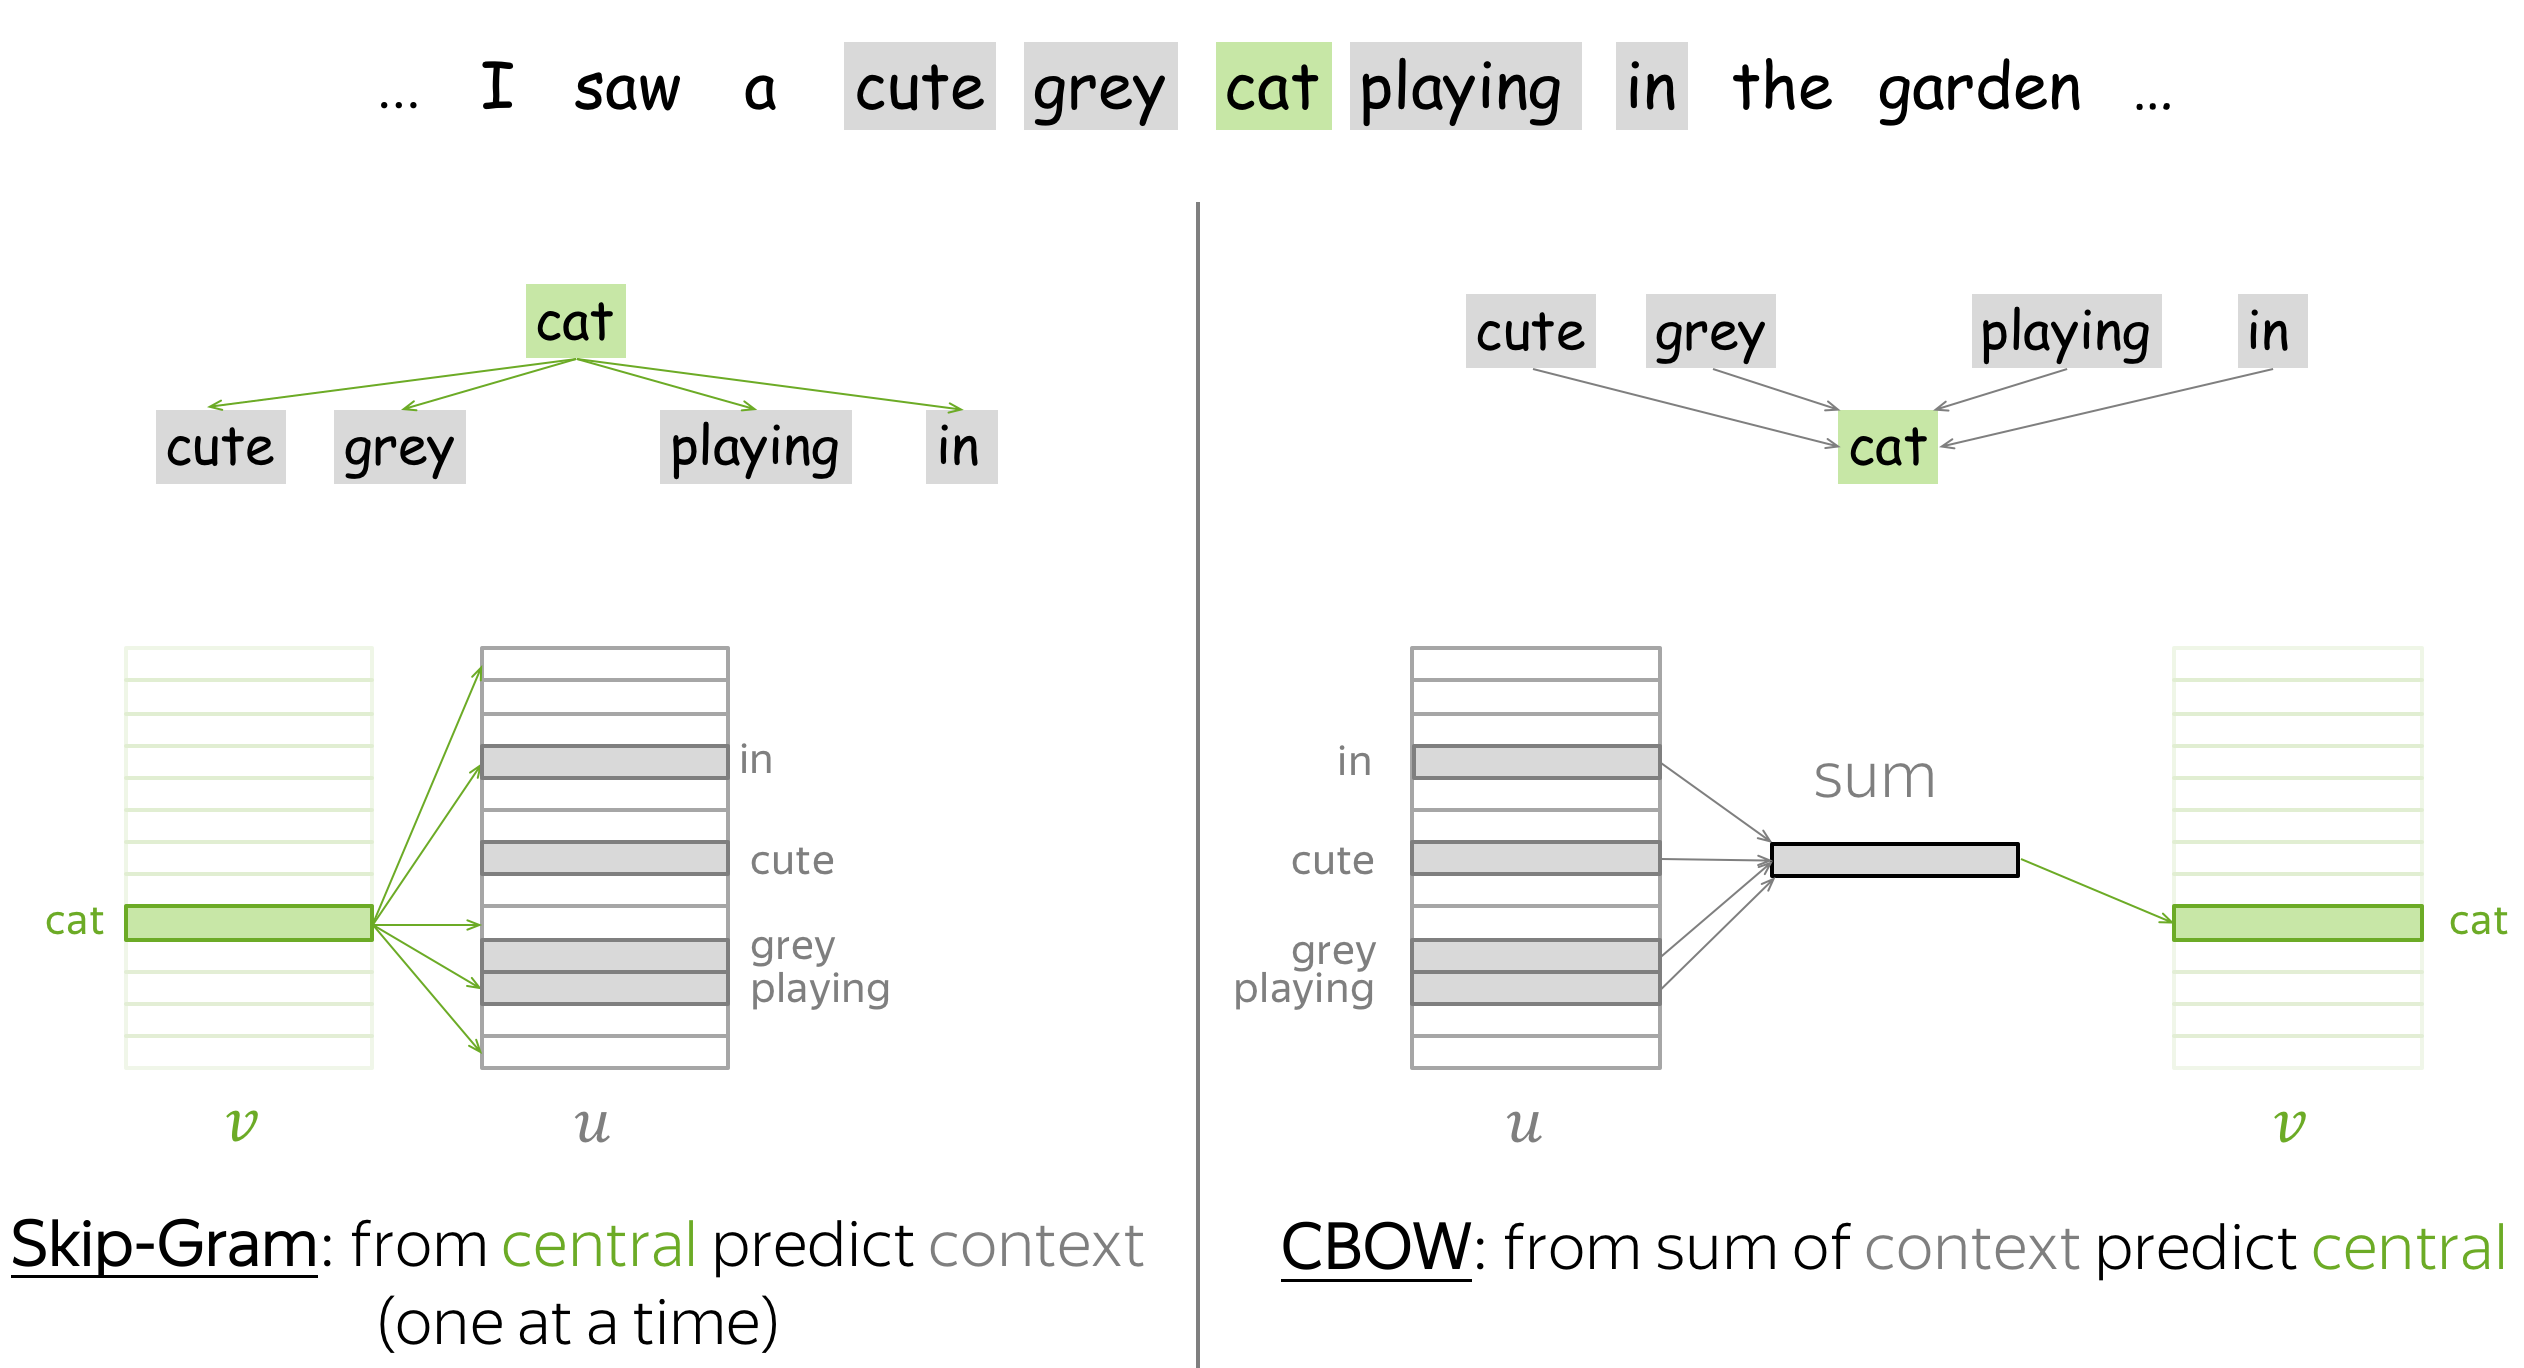 ... I saw a cute grey cat playing in the garden ...
cat
cute grey playing in
cute grey playing in
cat
in
cute
cat
grey
playing
v u
in
sum
cute
cat
grey
playing
u v
Skip-Gram: from central predict context
(one at a time)
CBOW: from sum of context predict central